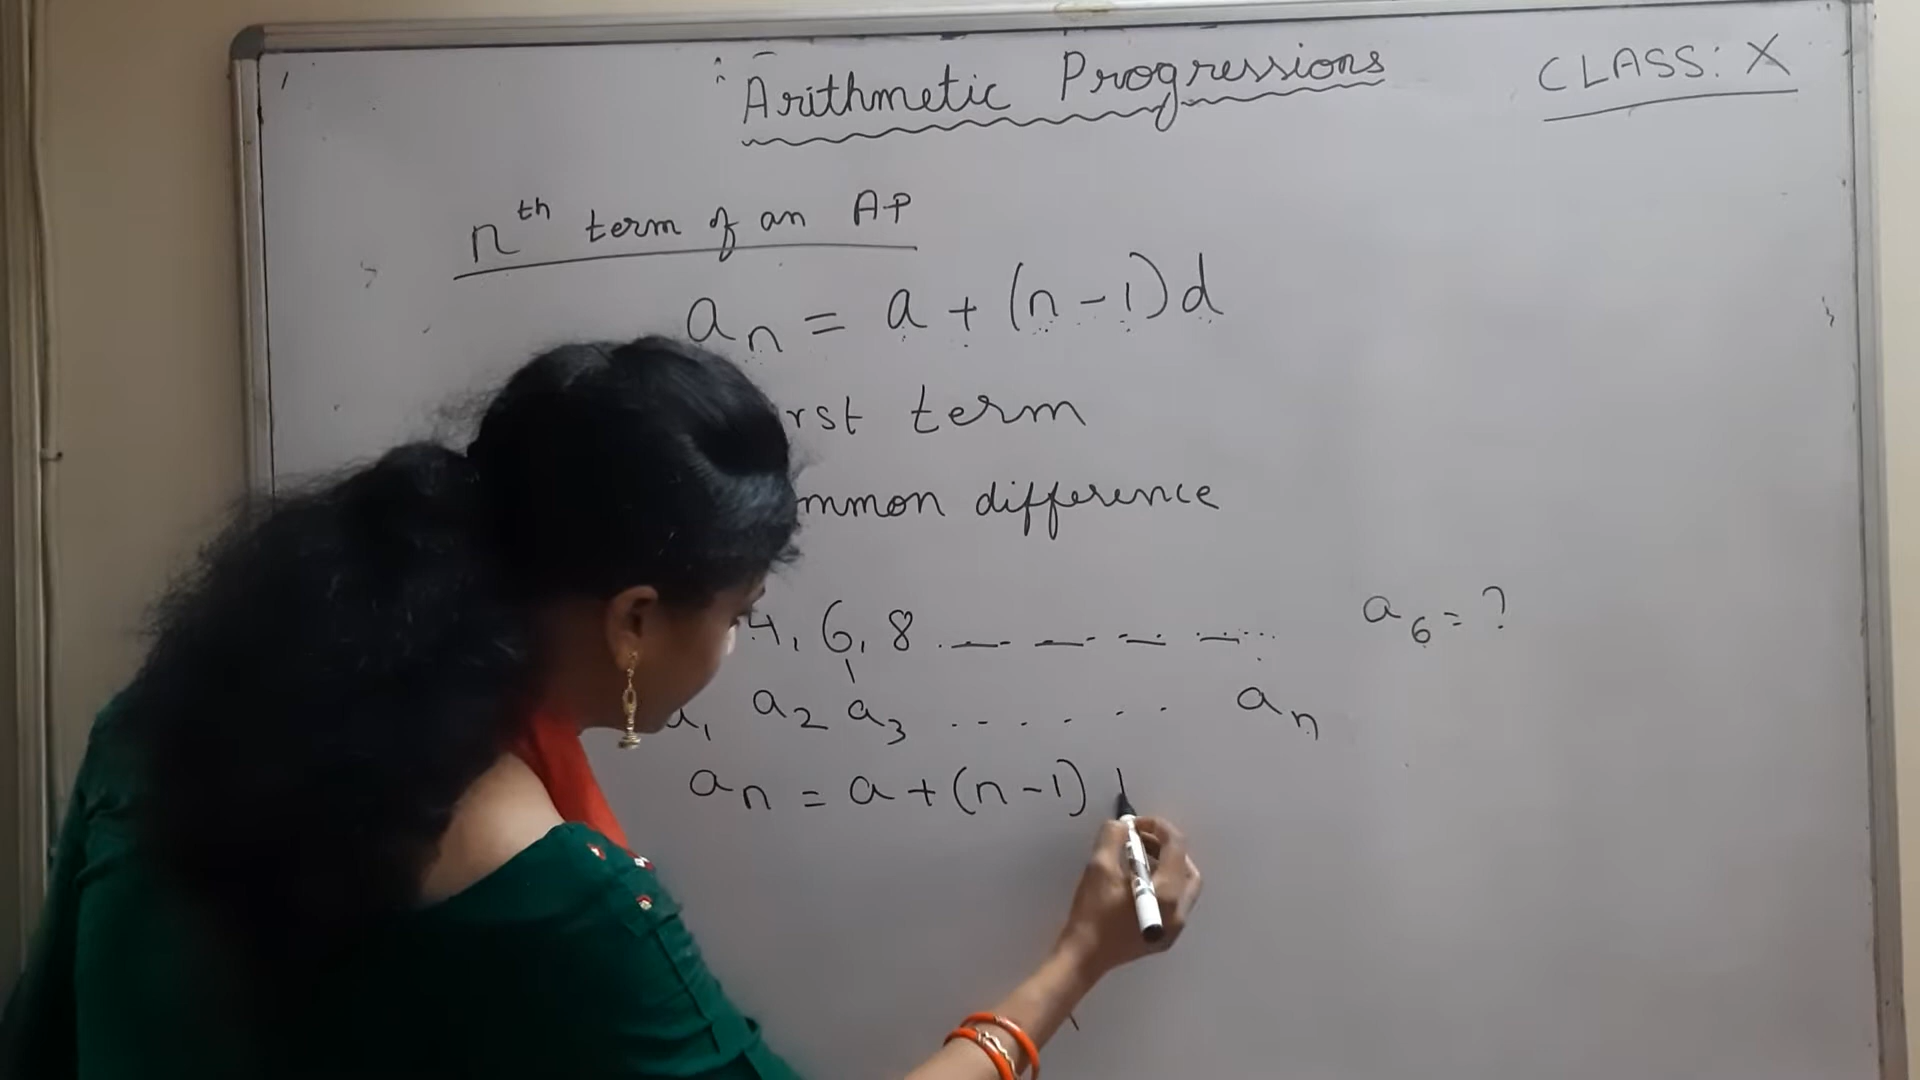 Arithmetic Progressions
CLASS: X
nth term of an AP
an = a + (n - 1)d
rst term
mmon difference
4, 6, 8 . _ _ _ _ ...
a6 = ?
a1 a2 a3 ...... an
an = a + (n - 1)